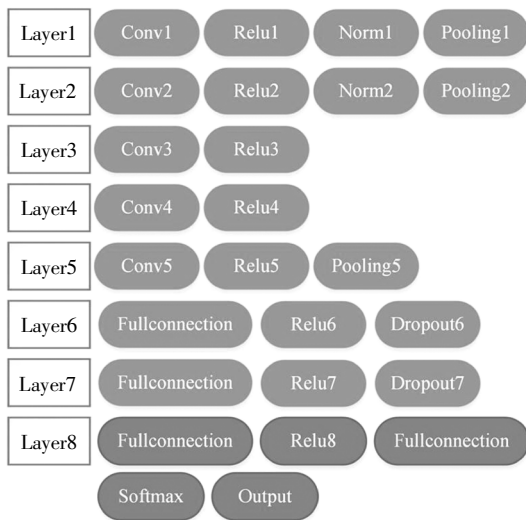 Layer1 Conv1 Relu1 Norm1 Pooling1
Layer2 Conv2 Relu2 Norm2 Pooling2
Layer3 Conv3 Relu3
Layer4 Conv4 Relu4
Layer5 Conv5 Relu5 Pooling5
Layer6 Fullconnection Relu6 Dropout6
Layer7 Fullconnection Relu7 Dropout7
Layer8 Fullconnection Relu8 Fullconnection
Softmax Output